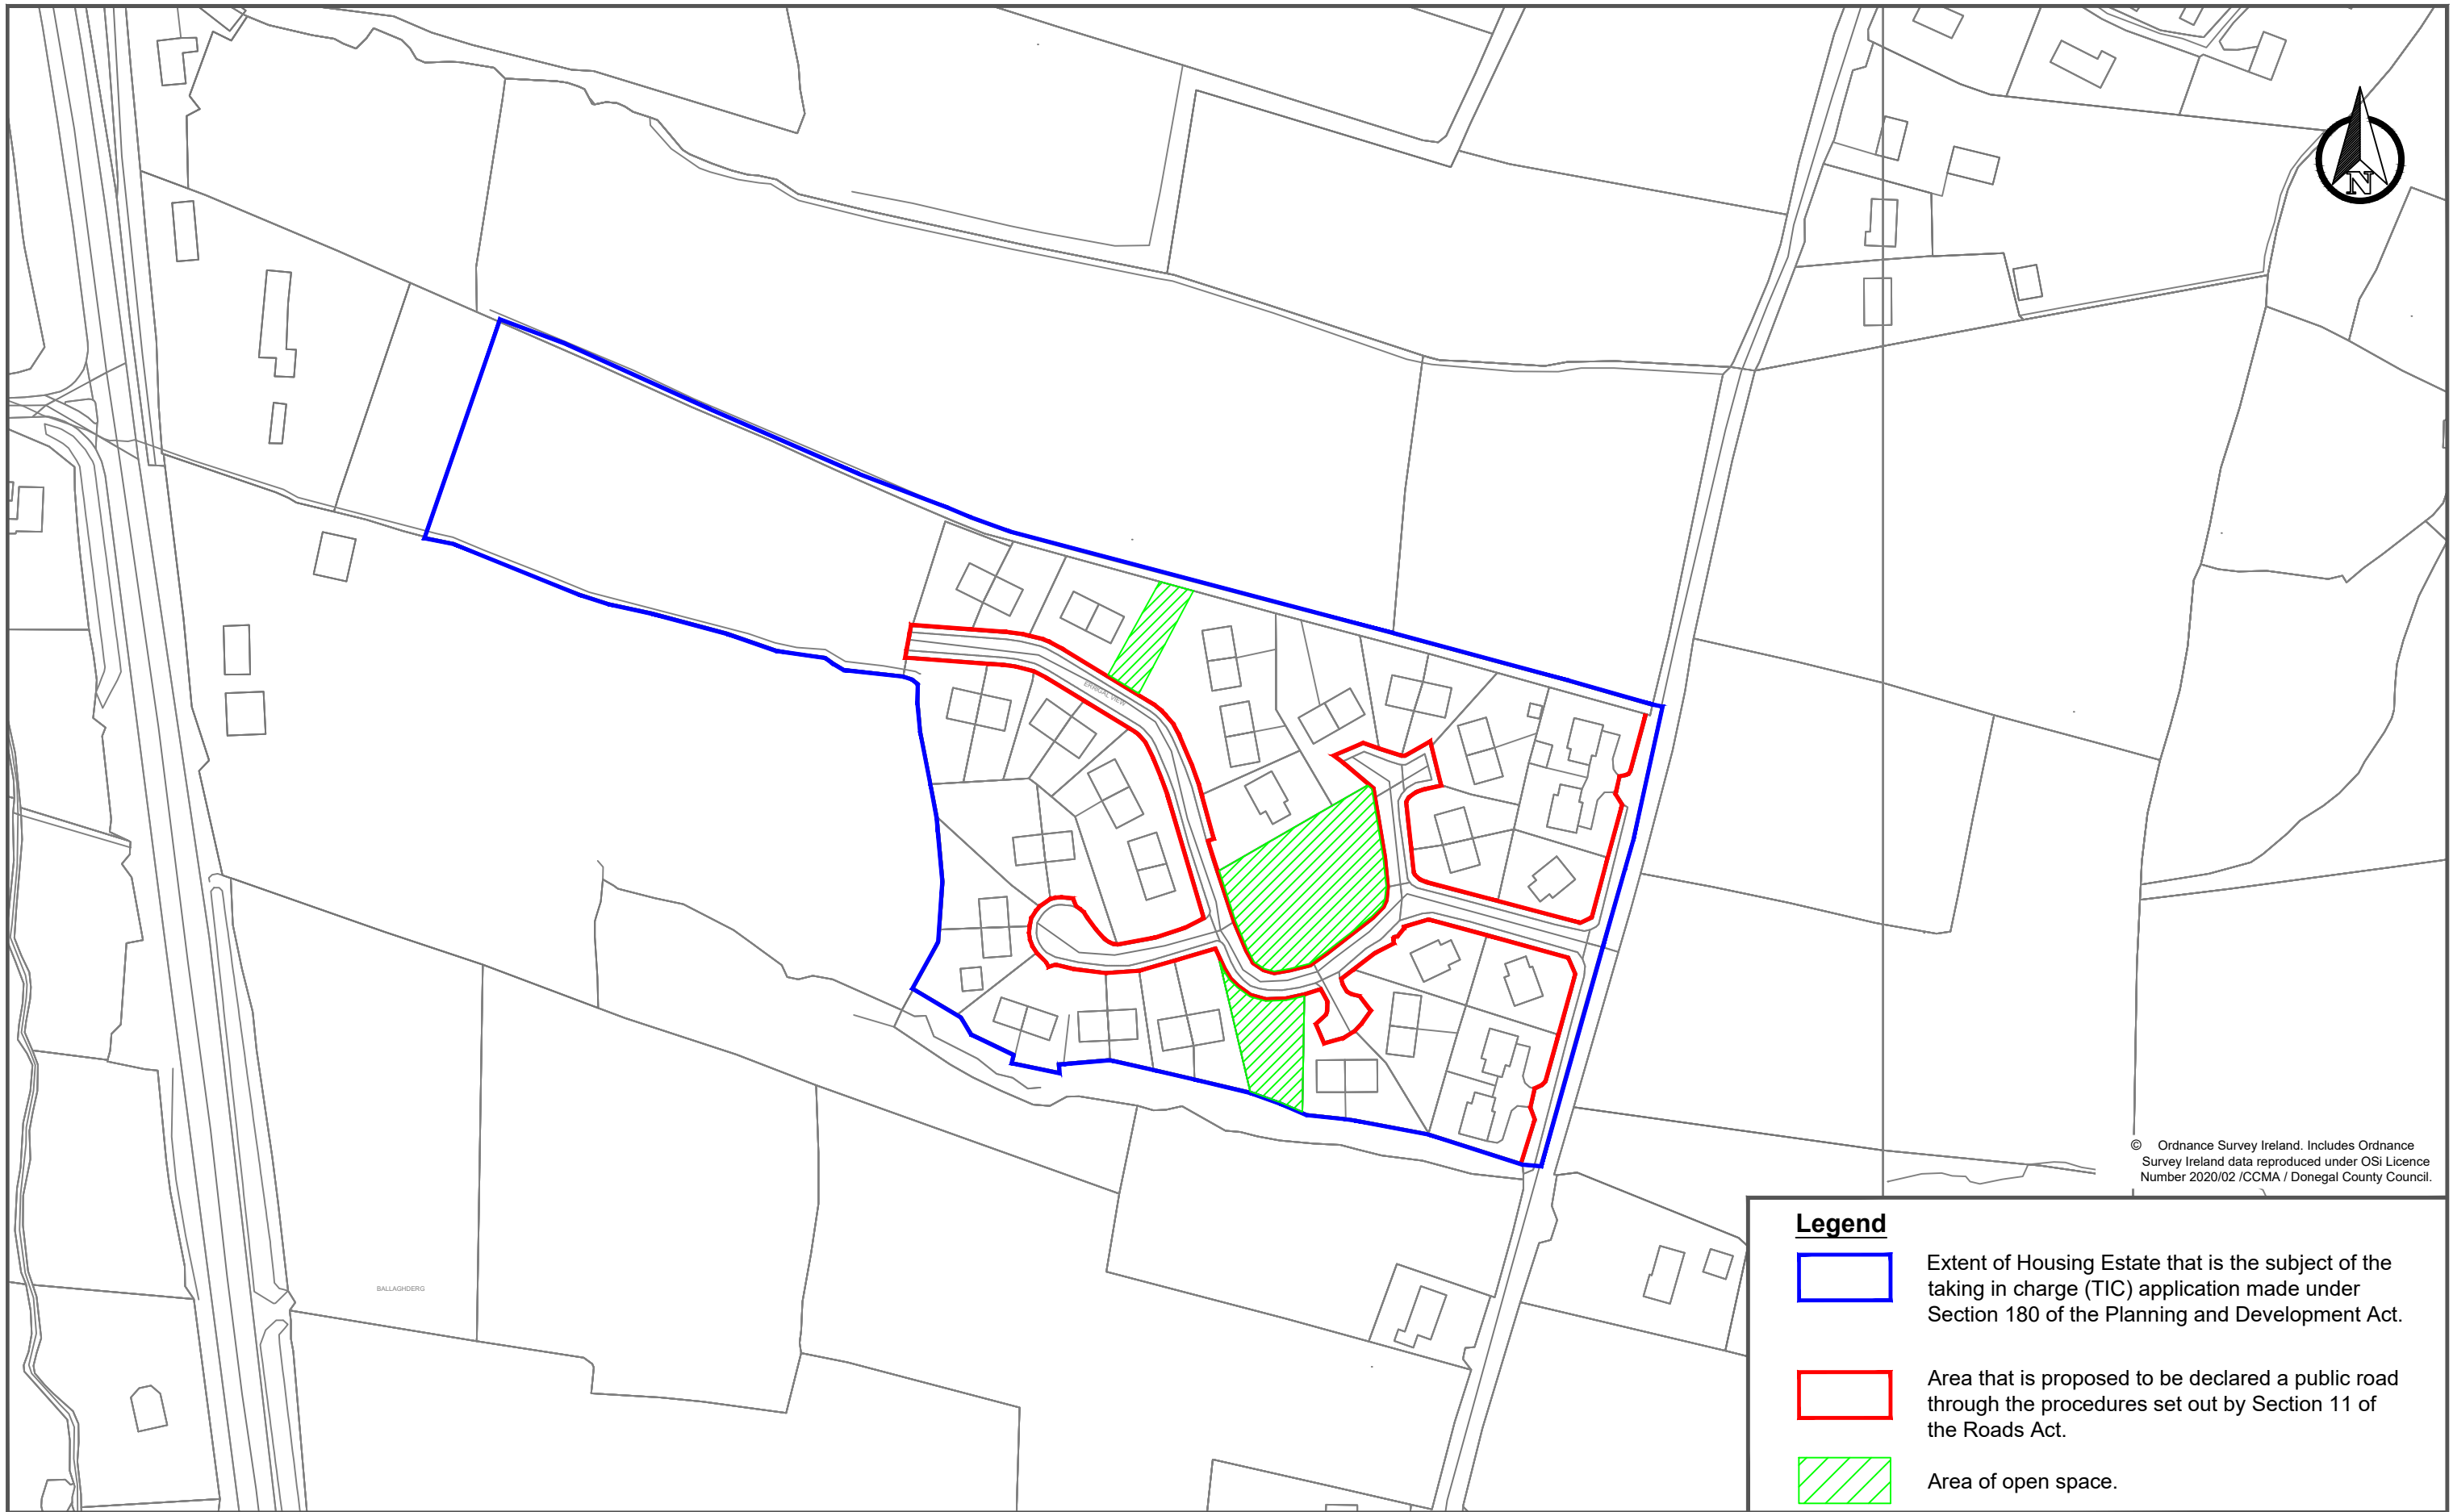 N
ERRIGAL VIEW
© Ordnance Survey Ireland. Includes Ordnance
Survey Ireland data reproduced under OSi Licence
Number 2020/02 /CCMA / Donegal County Council.
BALLAGHDERG
Legend
Extent of Housing Estate that is the subject of the
taking in charge (TIC) application made under
Section 180 of the Planning and Development Act.
Area that is proposed to be declared a public road
through the procedures set out by Section 11 of
the Roads Act.
Area of open space.